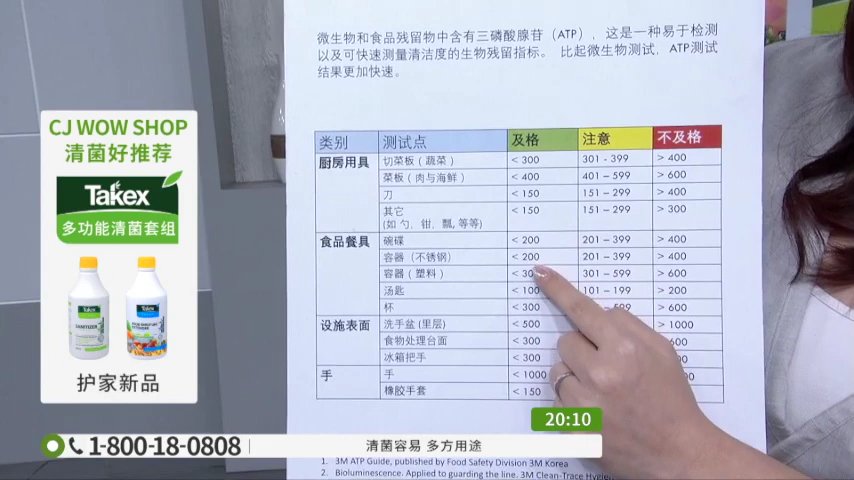 微生物和食品残留物中含有三磷酸腺苷（ATP），这是一种易于检测
以及可快速测量清洁度的生物残留指标。 比起微生物测试，ATP测试
结果更加快速。
类别 测试点 及格 注意 不及格
厨房用具 切菜板（蔬菜） < 300 301 - 399 > 400
菜板（肉与海鲜） < 400 401 – 599 > 600
刀 < 150 151 – 299 > 400
其它 < 150 151 – 299 > 300
(如 勺，钳，瓢, 等等)
食品餐具 碗碟 < 200 201 – 399 > 400
容器（不锈钢） < 200 201 – 399 > 400
容器（塑料） 301 – 599 > 600
汤匙 < 100 101 – 199 > 200
杯 < 300 > 600
设施表面 洗手盆 (里层) < 500 > 1000
食物处理台面 < 300
冰箱把手 < 300
手 手 < 1000
橡胶手套 < 150
1. 3M ATP Guide, published by Food Safety Division 3M Korea
2. Bioluminescence. Applied to guarding the line. 3M Clean-Trace
CJ WOW SHOP
清菌好推荐
Takex
多功能清菌套组
Takex
SANITIZER
Takex
护家新品
20:10
1-800-18-0808
清菌容易 多方用途